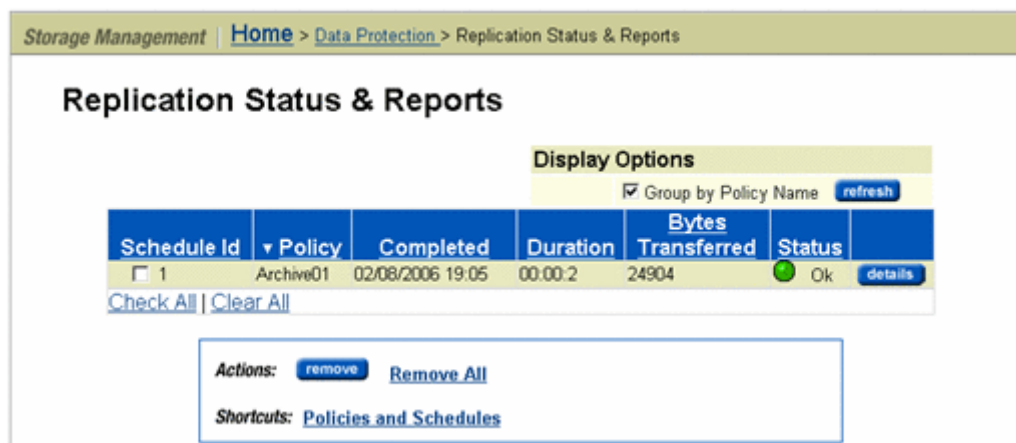 Storage Management | Home > Data Protection > Replication Status & Reports
Replication Status & Reports
Display Options
Group by Policy Name refresh
Schedule Id ▾ Policy Completed Duration Bytes Transferred Status
1 Archive01 02/08/2006 19:05 00:00:2 24904 Ok details
Check All | Clear All
Actions: remove Remove All
Shortcuts: Policies and Schedules